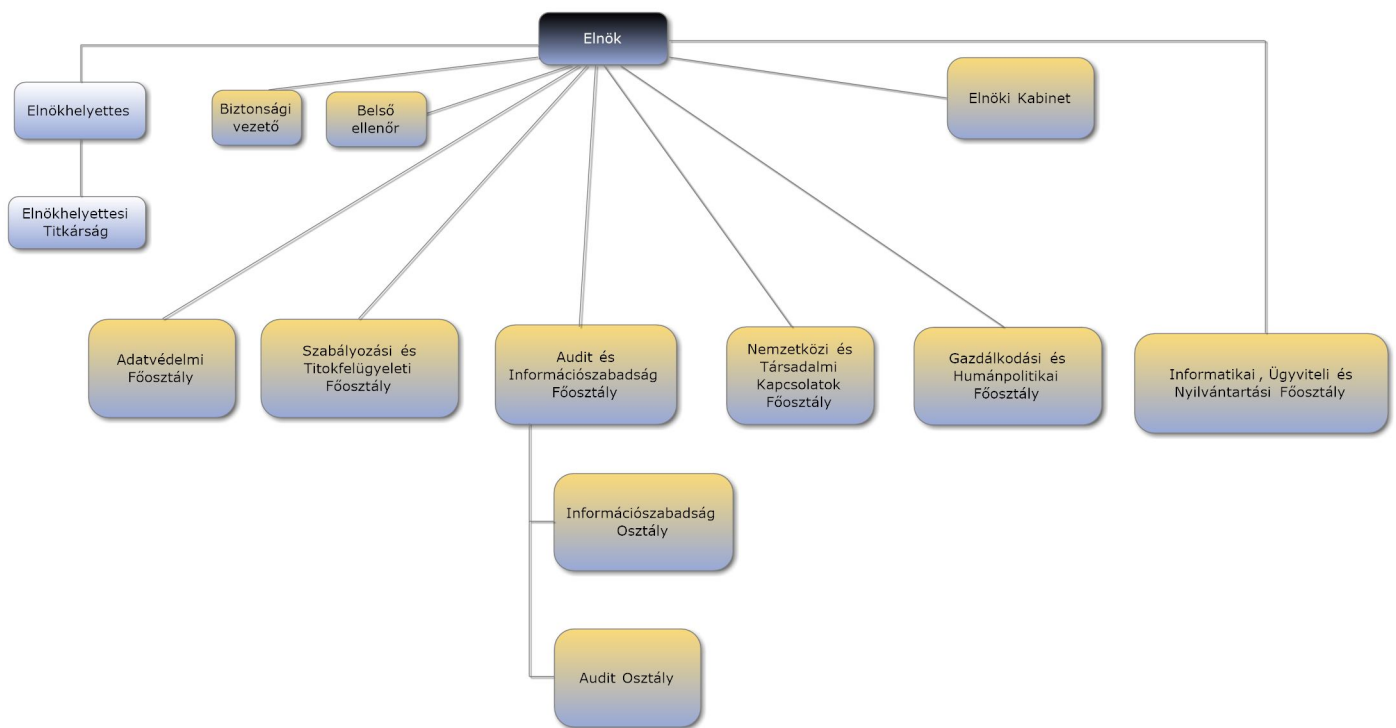 Elnök
Elnökhelyettes
Biztonsági
vezető
Belső
ellenőr
Elnöki Kabinet
Elnökhelyettesi
Titkárság
Adatvédelmi
Főosztály
Szabályozási és
Titokfelügyeleti
Főosztály
Audit és
Információszabadság
Főosztály
Nemzetközi és
Társadalmi
Kapcsolatok
Főosztály
Gazdálkodási és
Humánpolitikai
Főosztály
Informatikai , Ügyviteli és
Nyilvántartási Főosztály
Információszabadság
Osztály
Audit Osztály